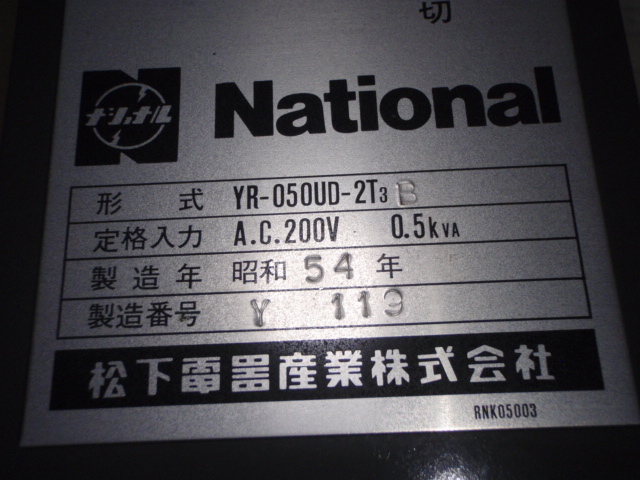 切
ナショナル National
形式 YR-050UD-2T3 B
定格入力 A.C.200V 0.5kVA
製造年 昭和 54 年
製造番号 Y 113
松下電器産業株式会社
RNK05003